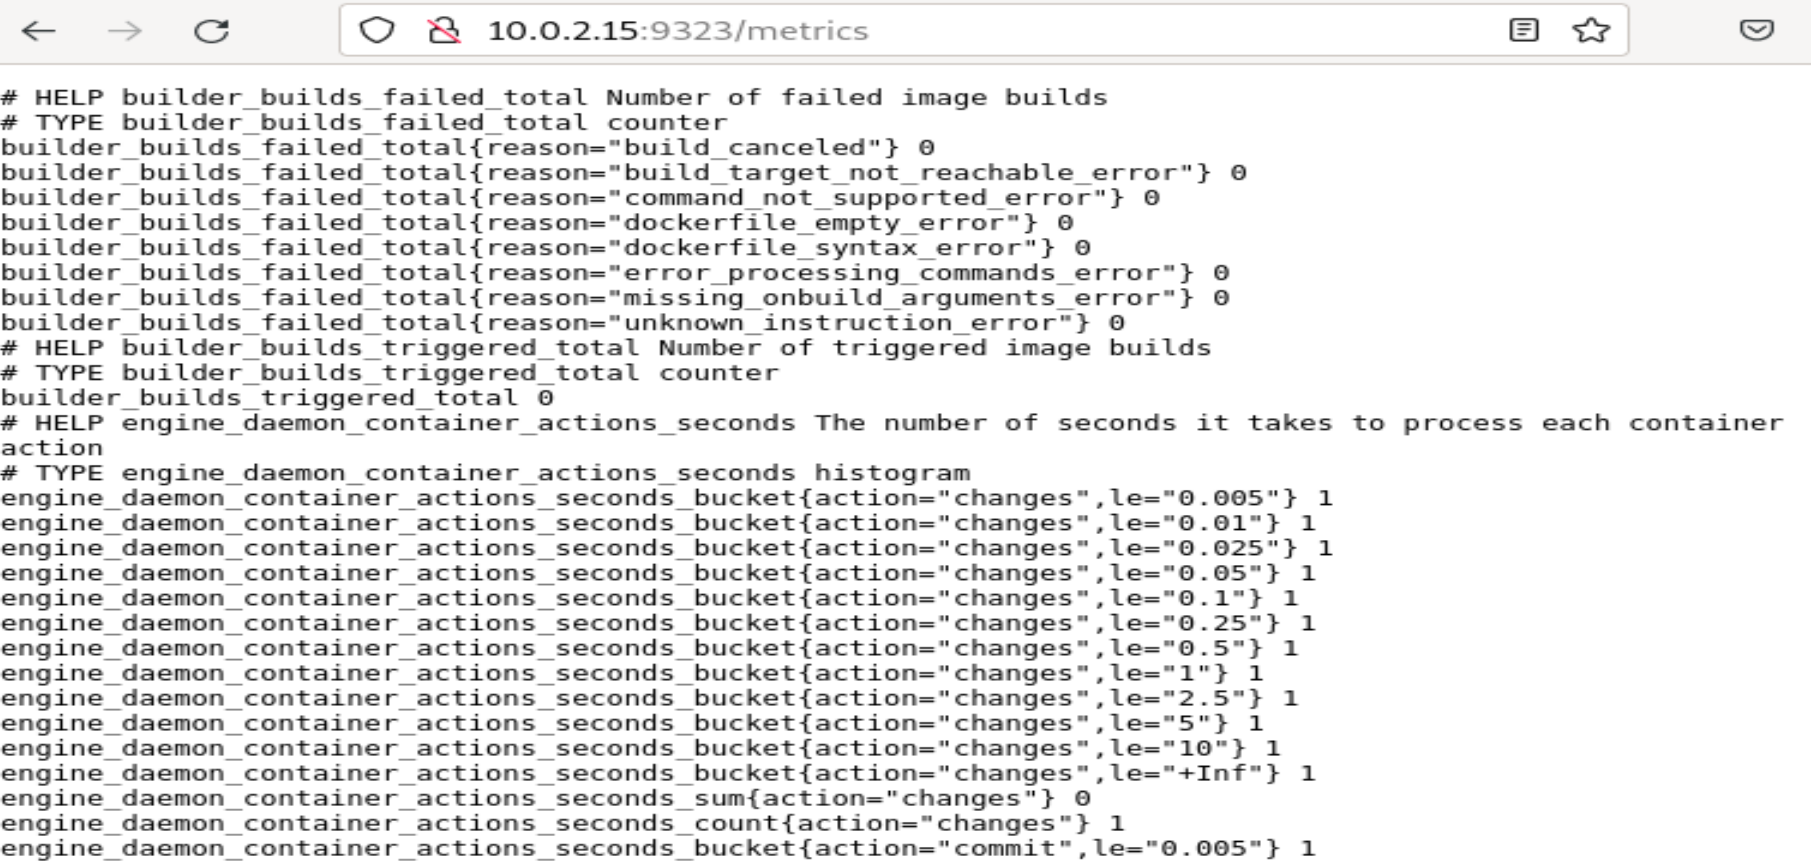 10.0.2.15:9323/metrics
# HELP builder_builds_failed_total Number of failed image builds
# TYPE builder_builds_failed_total counter
builder_builds_failed_total{reason="build_canceled"} 0
builder_builds_failed_total{reason="build_target_not_reachable_error"} 0
builder_builds_failed_total{reason="command_not_supported_error"} 0
builder_builds_failed_total{reason="dockerfile_empty_error"} 0
builder_builds_failed_total{reason="dockerfile_syntax_error"} 0
builder_builds_failed_total{reason="error_processing_commands_error"} 0
builder_builds_failed_total{reason="missing_onbuild_arguments_error"} 0
builder_builds_failed_total{reason="unknown_instruction_error"} 0
# HELP builder_builds_triggered_total Number of triggered image builds
# TYPE builder_builds_triggered_total counter
builder_builds_triggered_total 0
# HELP engine_daemon_container_actions_seconds The number of seconds it takes to process each container
action
# TYPE engine_daemon_container_actions_seconds histogram
engine_daemon_container_actions_seconds_bucket{action="changes",le="0.005"} 1
engine_daemon_container_actions_seconds_bucket{action="changes",le="0.01"} 1
engine_daemon_container_actions_seconds_bucket{action="changes",le="0.025"} 1
engine_daemon_container_actions_seconds_bucket{action="changes",le="0.05"} 1
engine_daemon_container_actions_seconds_bucket{action="changes",le="0.1"} 1
engine_daemon_container_actions_seconds_bucket{action="changes",le="0.25"} 1
engine_daemon_container_actions_seconds_bucket{action="changes",le="0.5"} 1
engine_daemon_container_actions_seconds_bucket{action="changes",le="1"} 1
engine_daemon_container_actions_seconds_bucket{action="changes",le="2.5"} 1
engine_daemon_container_actions_seconds_bucket{action="changes",le="5"} 1
engine_daemon_container_actions_seconds_bucket{action="changes",le="10"} 1
engine_daemon_container_actions_seconds_bucket{action="changes",le="+Inf"} 1
engine_daemon_container_actions_seconds_sum{action="changes"} 0
engine_daemon_container_actions_seconds_count{action="changes"} 1
engine_daemon_container_actions_seconds_bucket{action="commit",le="0.005"} 1